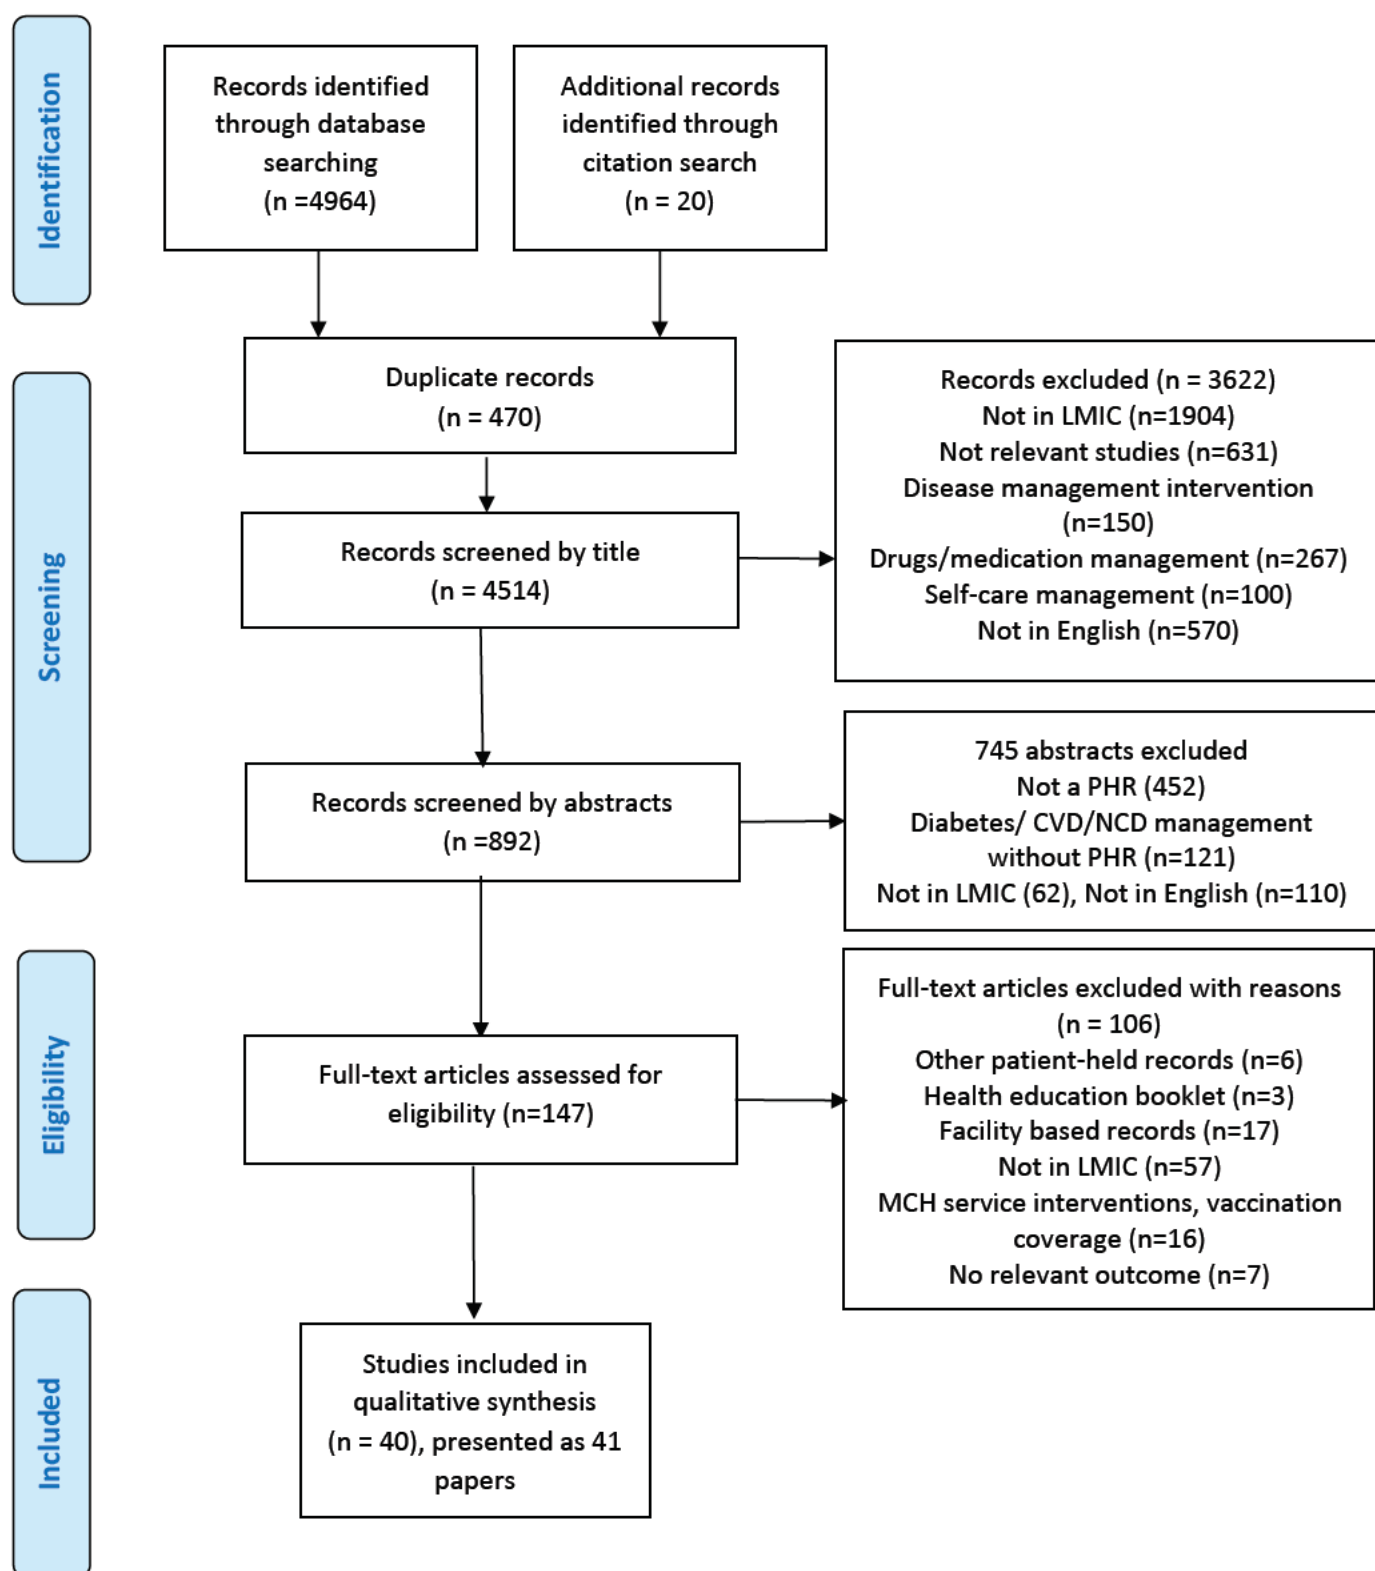 Identification
Records identified
through database
searching
(n =4964)
Additional records
identified through
citation search
(n = 20)
Screening
Duplicate records
(n = 470)
Records excluded (n = 3622)
Not in LMIC (n=1904)
Not relevant studies (n=631)
Disease management intervention
(n=150)
Drugs/medication management (n=267)
Self-care management (n=100)
Not in English (n=570)
Records screened by title
(n = 4514)
Records screened by abstracts
(n =892)
745 abstracts excluded
Not a PHR (452)
Diabetes/ CVD/NCD management
without PHR (n=121)
Not in LMIC (62), Not in English (n=110)
Eligibility
Full-text articles assessed for
eligibility (n=147)
Full-text articles excluded with reasons
(n = 106)
Other patient-held records (n=6)
Health education booklet (n=3)
Facility based records (n=17)
Not in LMIC (n=57)
MCH service interventions, vaccination
coverage (n=16)
No relevant outcome (n=7)
Included
Studies included in
qualitative synthesis
(n = 40), presented as 41
papers